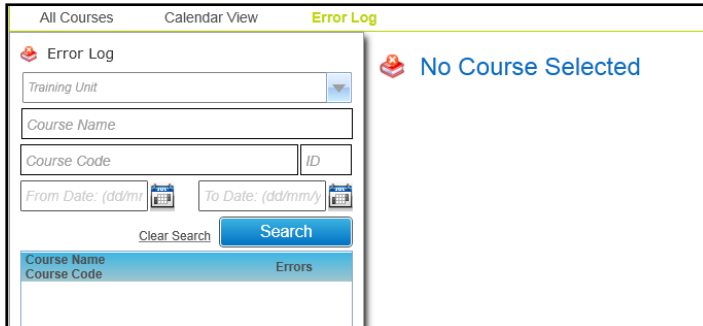 All Courses Calendar View Error Log
Error Log
No Course Selected
Training Unit
Course Name
Course Code ID
From Date: (dd/mm To Date: (dd/mm/y
Clear Search Search
Course Name
Course Code Errors